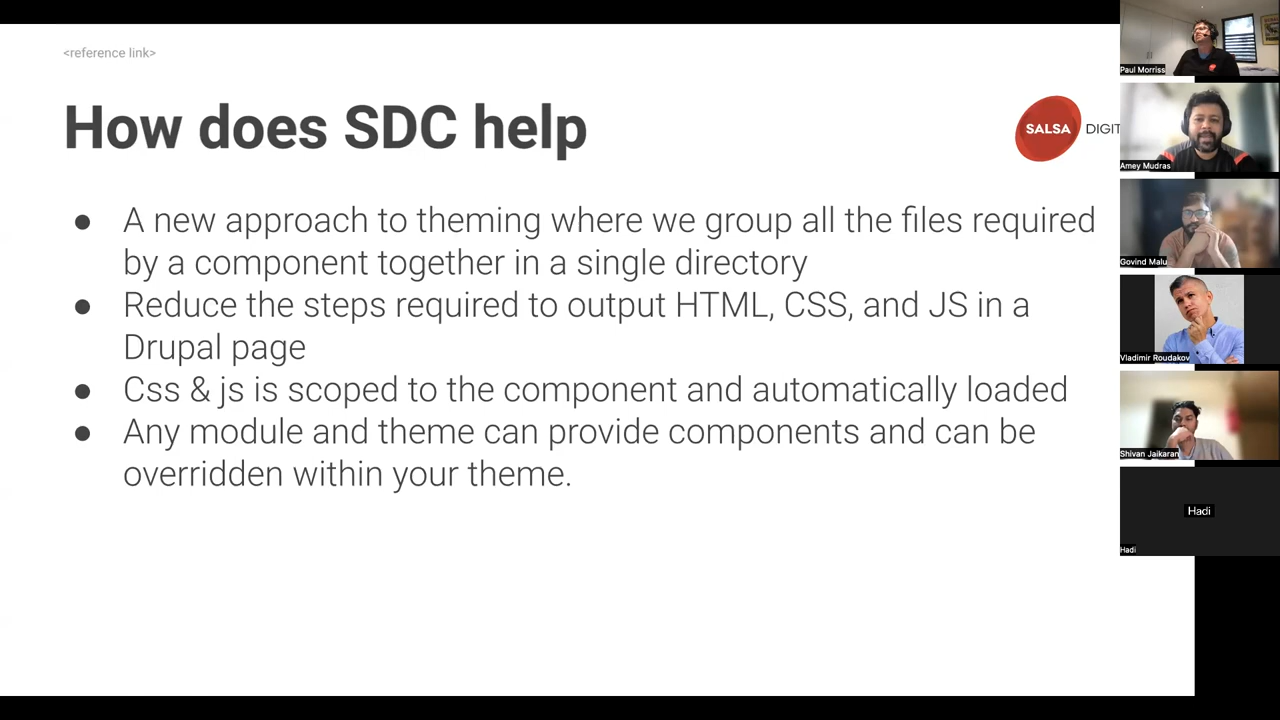 <reference link>
How does SDC help
SALSA DIGIT
● A new approach to theming where we group all the files required
by a component together in a single directory
● Reduce the steps required to output HTML, CSS, and JS in a
Drupal page
● Css & js is scoped to the component and automatically loaded
● Any module and theme can provide components and can be
overridden within your theme.
Paul Morriss
Amey Mudras
Govind Malu
Vladimir Roudakov
Shivan Jaikaran
Hadi
Hadi